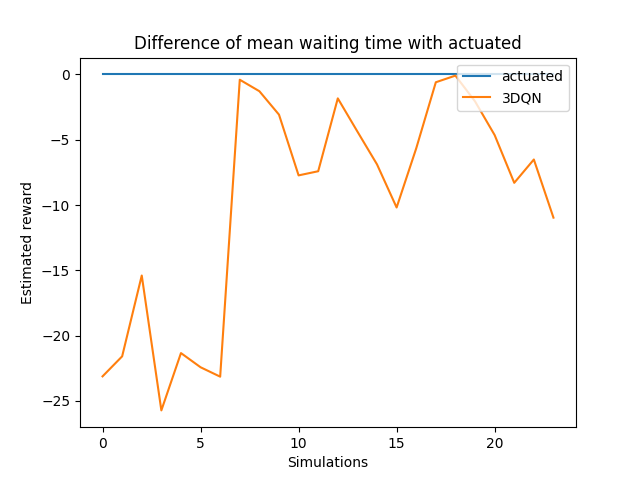 Difference of mean waiting time with actuated
actuated
3DQN
0
−5
−10
−15
−20
−25
Estimated reward
0 5 10 15 20
Simulations